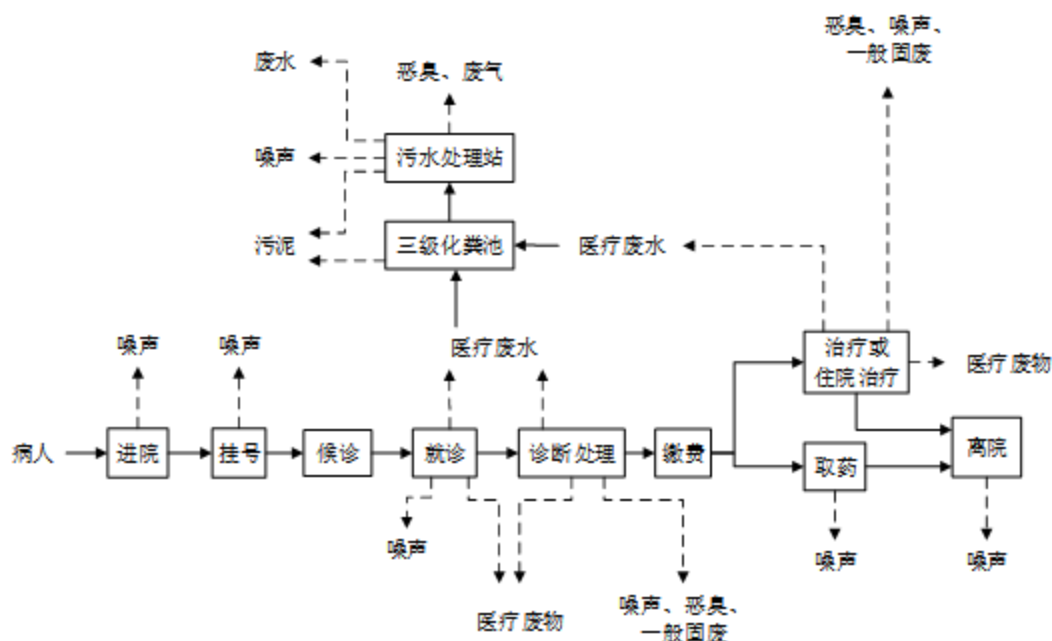 恶臭、噪声、
一般固废
废水
恶臭、废气
污水处理站
噪声
三级化粪池
污泥
医疗废水
噪声
噪声
医疗废水
治疗或
住院治疗
医疗废物
病人
进院
挂号
候诊
就诊
诊断处理
缴费
取药
离院
噪声
噪声
噪声
医疗废物
噪声、恶臭、
一般固废